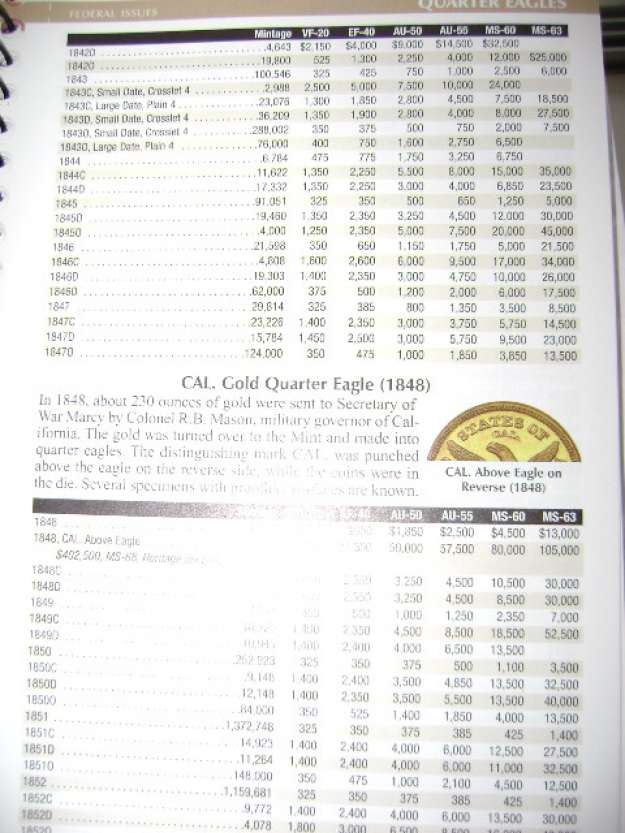 FEDERAL ISSUES
QUARTER EAGLES
Mintage VF-20 EF-40 AU-50 AU-55 MS-60 MS-63
1842D 4,643 $2,150 $4,000 $9,000 $14,500 $32,500
1842O 19,800 525 1,300 2,250 4,000 12,000 $25,000
1843 100,546 325 425 750 1,000 2,500 6,000
1843C, Small Date, Crosslet 4 2,988 2,500 5,000 7,500 10,000 24,000
1843C, Large Date, Plain 4 23,076 1,300 1,850 2,800 4,500 7,500 18,500
1843D, Small Date, Crosslet 4 36,209 1,350 1,900 2,800 4,000 8,000 27,500
1843O, Small Date, Crosslet 4 288,002 350 375 500 750 2,000 7,500
1843O, Large Date, Plain 4 76,000 400 750 1,600 2,750 6,500
1844 6,784 475 775 1,750 3,250 8,750
1844C 11,622 1,350 2,250 5,500 8,000 15,000 35,000
1844D 17,332 1,350 2,250 3,000 4,000 6,850 23,500
1845 91,051 325 350 500 650 1,250 5,000
1845D 19,460 1,350 2,350 3,250 4,500 12,000 30,000
1845O 4,000 1,250 2,350 5,000 7,500 20,000 45,000
1846 21,598 350 650 1,150 1,750 5,000 21,500
1846C 4,808 1,600 2,600 6,000 9,500 17,000 34,000
1846D 19,303 1,400 2,350 3,000 4,750 10,000 26,000
1846O 62,000 375 500 1,200 2,000 6,000 17,500
1847 29,814 325 385 800 1,350 3,500 8,500
1847C 23,226 1,400 2,350 3,000 3,750 5,750 14,500
1847D 15,784 1,450 2,500 3,000 5,750 9,500 23,000
1847O 124,000 350 475 1,000 1,850 3,850 13,500
CAL. Gold Quarter Eagle (1848)
In 1848, about 230 ounces of gold were sent to Secretary of
War Marcy by Colonel R.B. Mason, military governor of Cal-
ifornia. The gold was turned over to the Mint and made into
quarter eagles. The distinguishing mark CAL. was punched
above the eagle on the reverse side, while the coins were in
the die. Several specimens with are known.
STATES OF
CAL.
CAL. Above Eagle on
Reverse (1848)
AU-50 AU-55 MS-60 MS-63
1848 $1,850 $2,500 $4,500 $13,000
1848, CAL. Above Eagle 50,000 57,500 80,000 105,000
$402,500, MS-68, Heritage
1848C 3,250 4,500 10,500 30,000
1848D 3,250 4,500 8,500 30,000
1849 500 1,000 1,250 2,350 7,000
1849C 2,350 4,500 8,500 18,500 52,500
1849D 1,400 2,400 4,000 6,500 13,500
1850 252,923 325 350 375 500 1,100 3,500
1850C 9,148 1,400 2,400 3,500 4,850 13,500 32,500
1850D 12,148 1,400 2,350 3,500 5,500 13,500 40,000
1850O 84,000 350 525 1,400 1,850 4,000 13,500
1851 1,372,748 325 350 375 385 425 1,400
1851C 14,923 1,400 2,400 4,000 6,000 12,500 27,500
1851D 11,264 1,400 2,400 4,000 6,000 11,000 32,500
1851O 148,000 350 475 1,000 2,100 4,500 12,500
1852 1,159,681 325 350 375 385 425 1,400
1852C 9,772 1,400 2,400 4,000 6,000 13,500 30,000
1852D 4,078 1,800 3,000 6,500
1852O